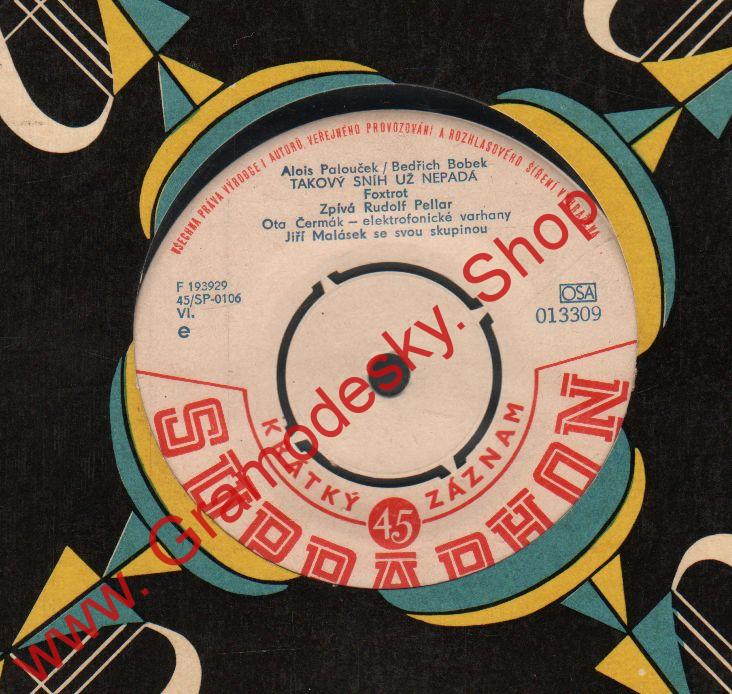 VŠECHNA PRÁVA VÝROBCE I AUTORŮ, VEŘEJNÉHO PROVOZOVÁNÍ A ROZHLASOVÉHO ŠÍŘENÍ
Alois Palouček / Bedřich Bobek
TAKOVÝ SNÍH UŽ NEPADÁ
Foxtrot
Zpívá Rudolf Pellar
Ota Čermák – elektrofonické varhany
Jiří Malásek se svou skupinou
F 193929
45/SP-0106
VI.
e
OSA
013309
KRÁTKÝ 45 ZÁZNAM
SUPRAPHON
www. Gramodesky. Shop